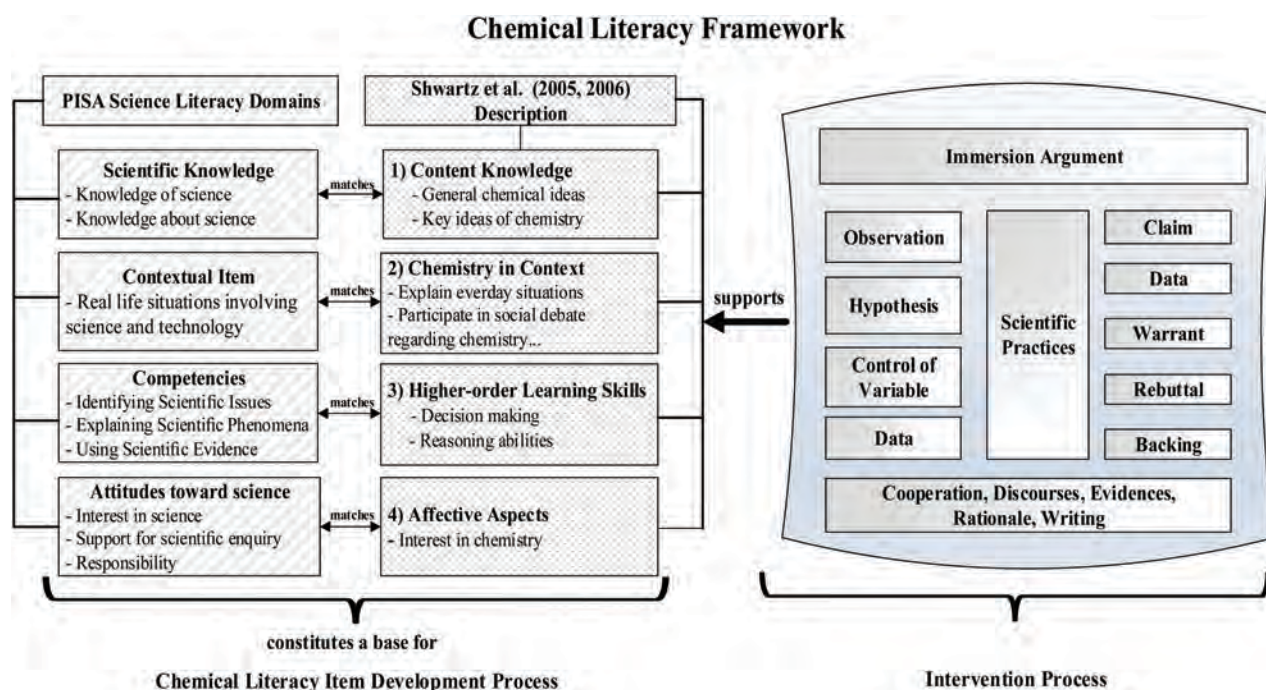 Chemical Literacy Framework
PISA Science Literacy Domains
Shwartz et al. (2005, 2006)
Description
Scientific Knowledge
- Knowledge of science
- Knowledge about science
matches
1) Content Knowledge
- General chemical ideas
- Key ideas of chemistry
Contextual Item
- Real life situations involving
science and technology
matches
2) Chemistry in Context
- Explain everday situations
- Participate in social debate
regarding chemistry...
Competencies
- Identifying Scientific Issues
- Explaining Scientific Phenomena
- Using Scientific Evidence
matches
3) Higher-order Learning Skills
- Decision making
- Reasoning abilities
Attitudes toward science
- Interest in science
- Support for scientific enquiry
- Responsibility
matches
4) Affective Aspects
- Interest in chemistry
constitutes a base for
Chemical Literacy Item Development Process
supports
Immersion Argument
Observation
Hypothesis
Control of
Variable
Data
Scientific
Practices
Claim
Data
Warrant
Rebuttal
Backing
Cooperation, Discourses, Evidences,
Rationale, Writing
Intervention Process